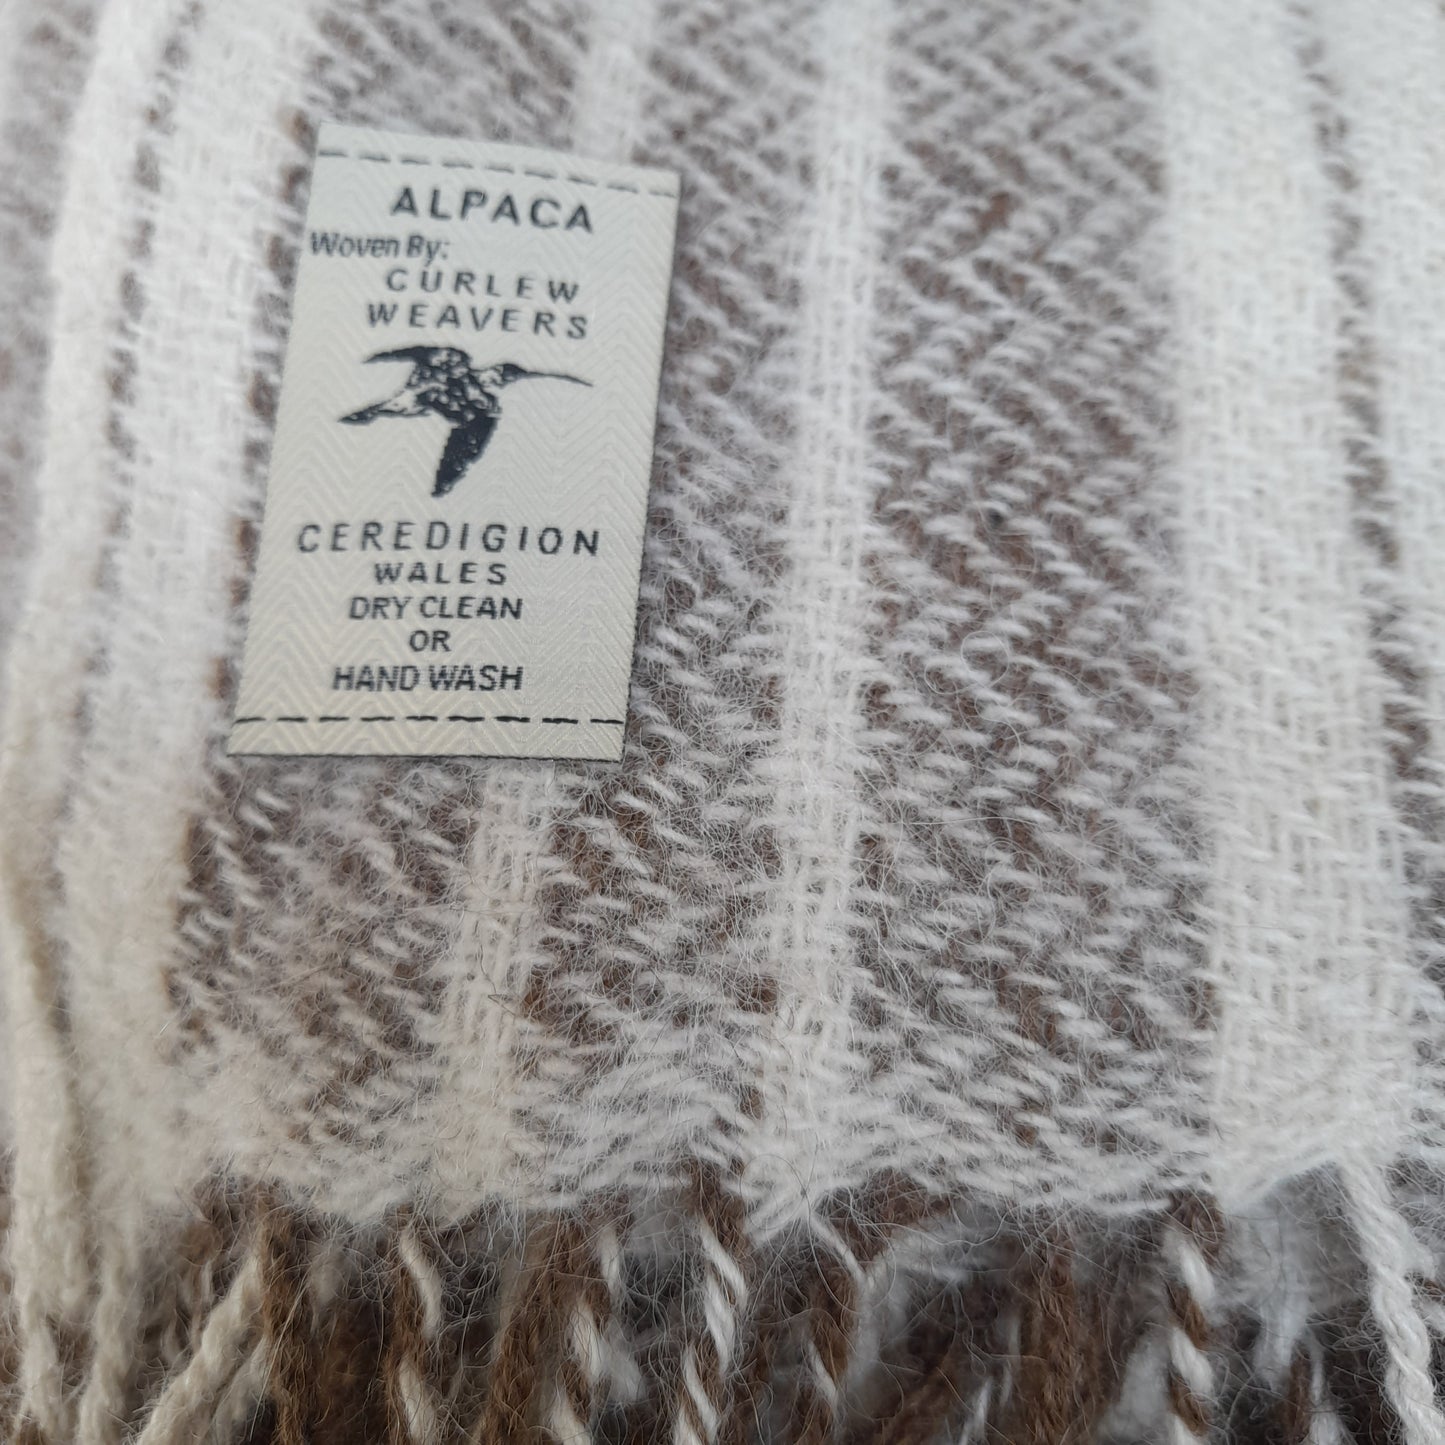 ALPACA
Woven By:
CURLEW
WEAVERS
CEREDIGION
WALES
DRY CLEAN
OR
HAND WASH